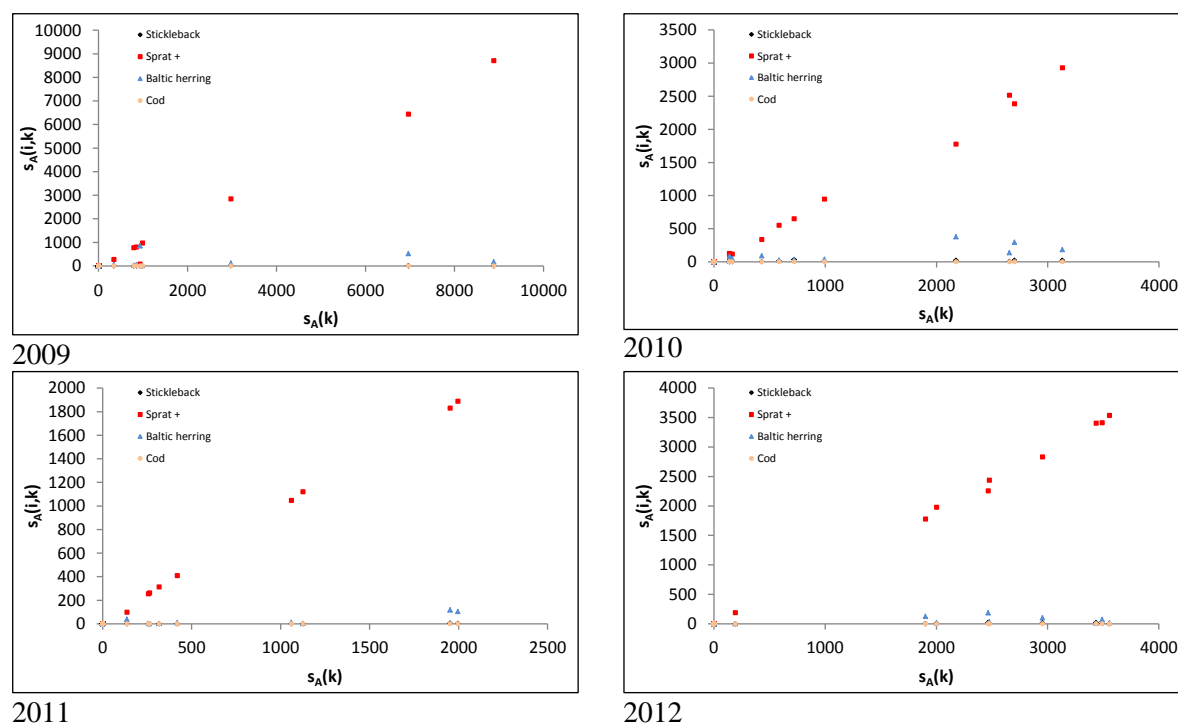 10000
9000
8000
7000
6000
5000
4000
3000
2000
1000
0
sA(i,k)
Stickleback
Sprat +
Baltic herring
Cod
0 2000 4000 6000 8000 10000
sA(k)
2009
3500
3000
2500
2000
1500
1000
500
0
sA(i,k)
Stickleback
Sprat +
Baltic herring
Cod
0 1000 2000 3000 4000
sA(k)
2010
2000
1800
1600
1400
1200
1000
800
600
400
200
0
sA(i,k)
Stickleback
Sprat +
Baltic herring
Cod
0 500 1000 1500 2000 2500
sA(k)
2011
4000
3500
3000
2500
2000
1500
1000
500
0
sA(i,k)
Stickleback
Sprat +
Baltic herring
Cod
0 1000 2000 3000 4000
sA(k)
2012